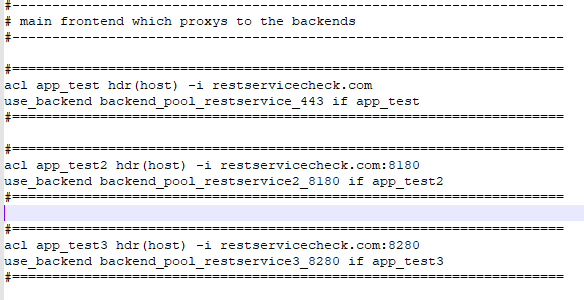 #---------------------------------------------------------------------
# main frontend which proxys to the backends
#---------------------------------------------------------------------
#=====================================================================
acl app_test hdr(host) -i restservicecheck.com
use_backend backend_pool_restservice_443 if app_test
#=====================================================================
#=====================================================================
acl app_test2 hdr(host) -i restservicecheck.com:8180
use_backend backend_pool_restservice2_8180 if app_test2
#=====================================================================
#=====================================================================
acl app_test3 hdr(host) -i restservicecheck.com:8280
use_backend backend_pool_restservice3_8280 if app_test3
#=====================================================================